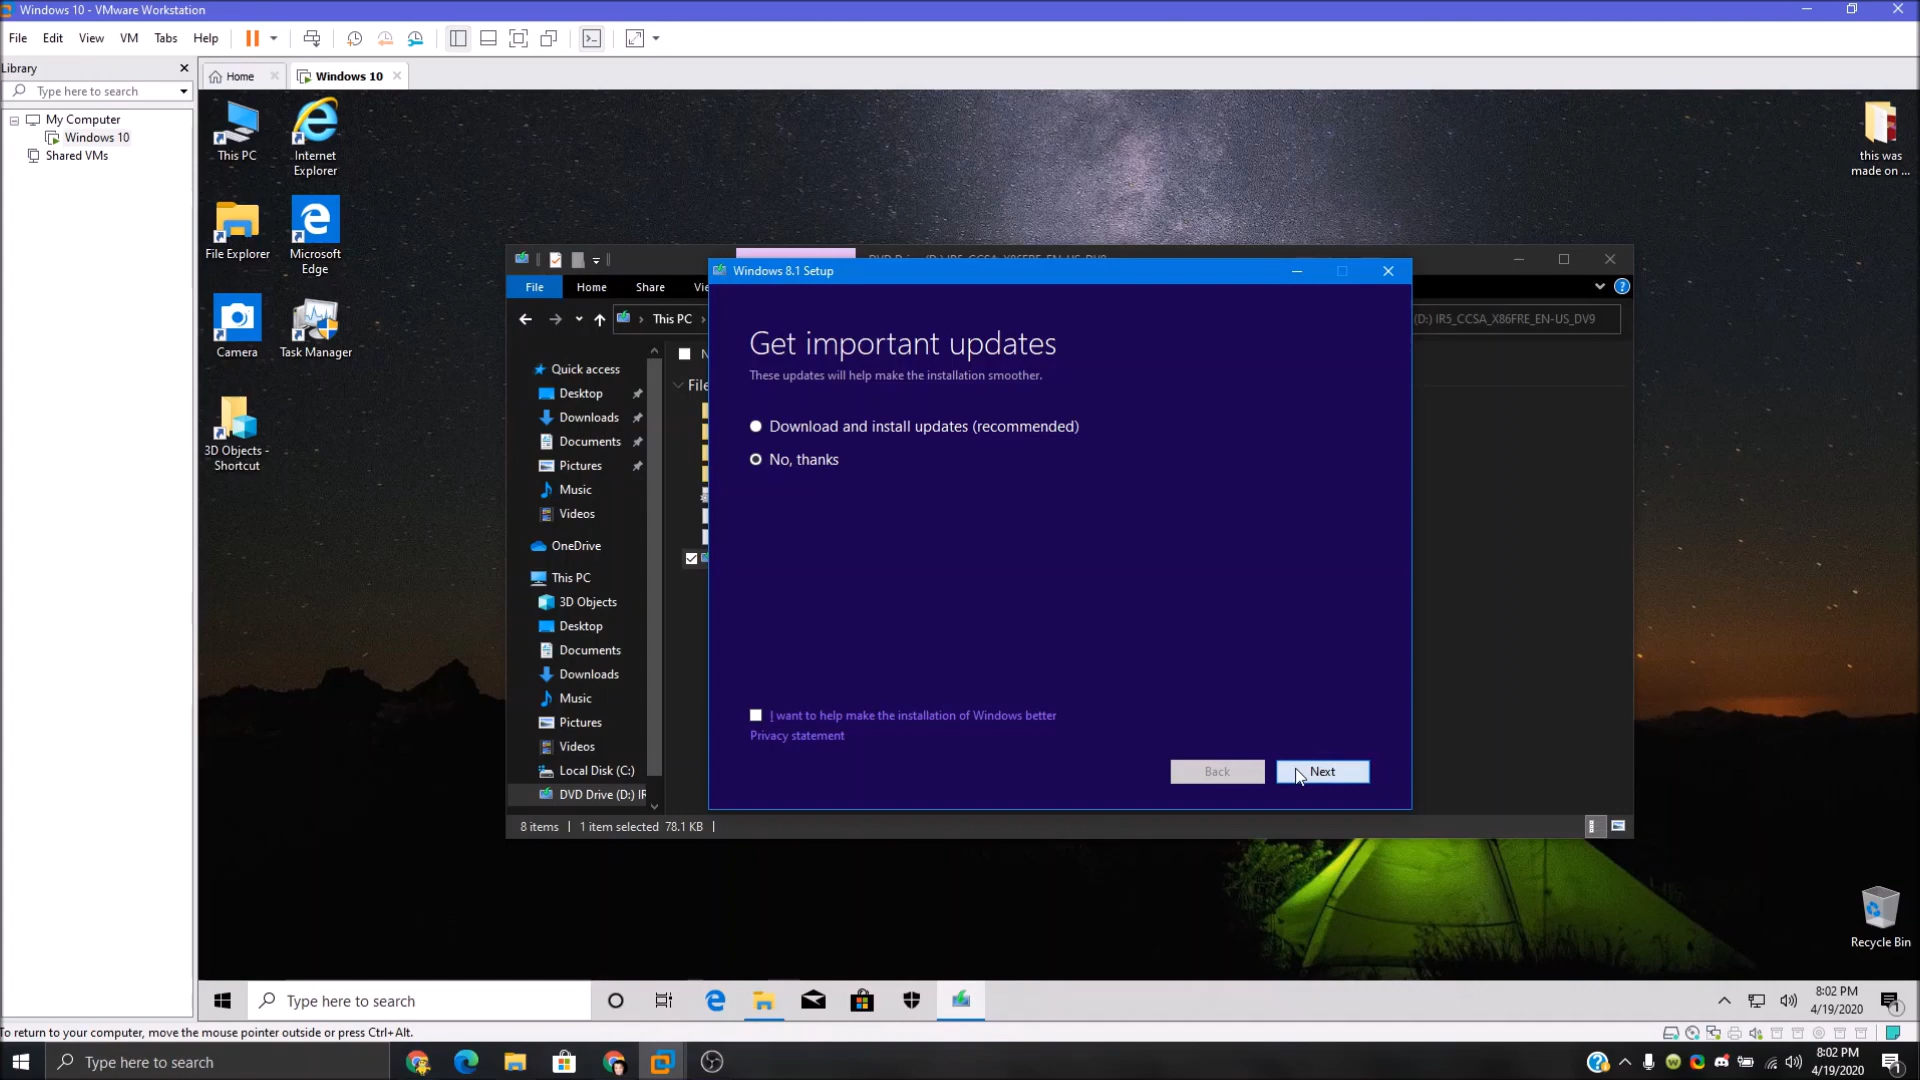 Windows 10 - VMware Workstation
File Edit View VM Tabs Help
Library
Type here to search
My Computer
Windows 10
Shared VMs
Home
Windows 10
This PC
Internet
Explorer
File Explorer
Microsoft
Edge
Camera
Task Manager
3D Objects -
Shortcut
this was
made on ...
Recycle Bin
File Home Share
This PC
(D:) IR5_CCSA_X86FRE_EN-US_DV9
Quick access
Desktop
Downloads
Documents
Pictures
Music
Videos
OneDrive
This PC
3D Objects
Desktop
Documents
Downloads
Music
Pictures
Videos
Local Disk (C:)
DVD Drive (D:) IR
8 items 1 item selected 78.1 KB
Windows 8.1 Setup
Get important updates
These updates will help make the installation smoother.
Download and install updates (recommended)
No, thanks
I want to help make the installation of Windows better
Privacy statement
Back Next
Type here to search
8:02 PM
4/19/2020
To return to your computer, move the mouse pointer outside or press Ctrl+Alt.
Type here to search
8:02 PM
4/19/2020